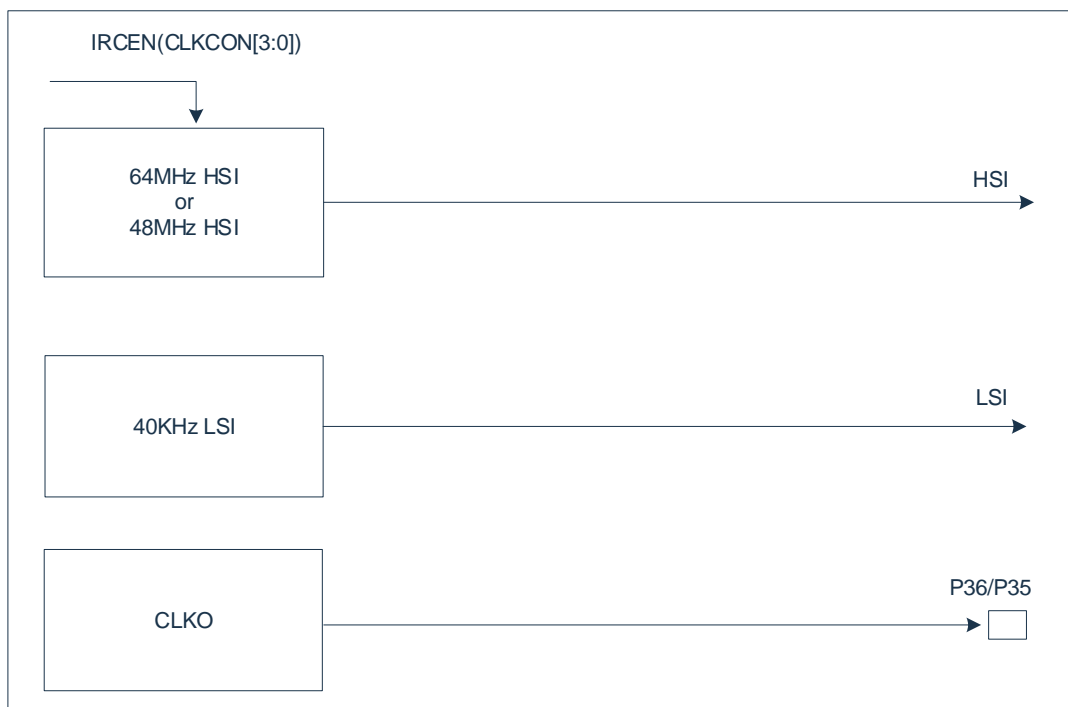 IRCEN(CLKCON[3:0])
64MHz HSI
or
48MHz HSI
HSI
40KHz LSI
LSI
CLKO
P36/P35